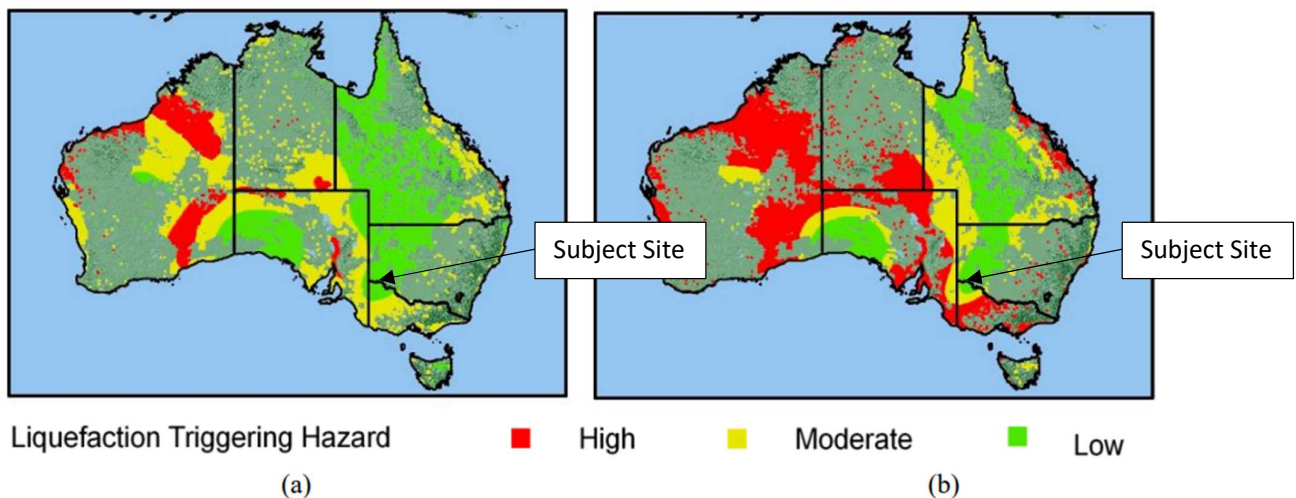 Subject Site
Subject Site
Liquefaction Triggering Hazard High Moderate Low
(a) (b)